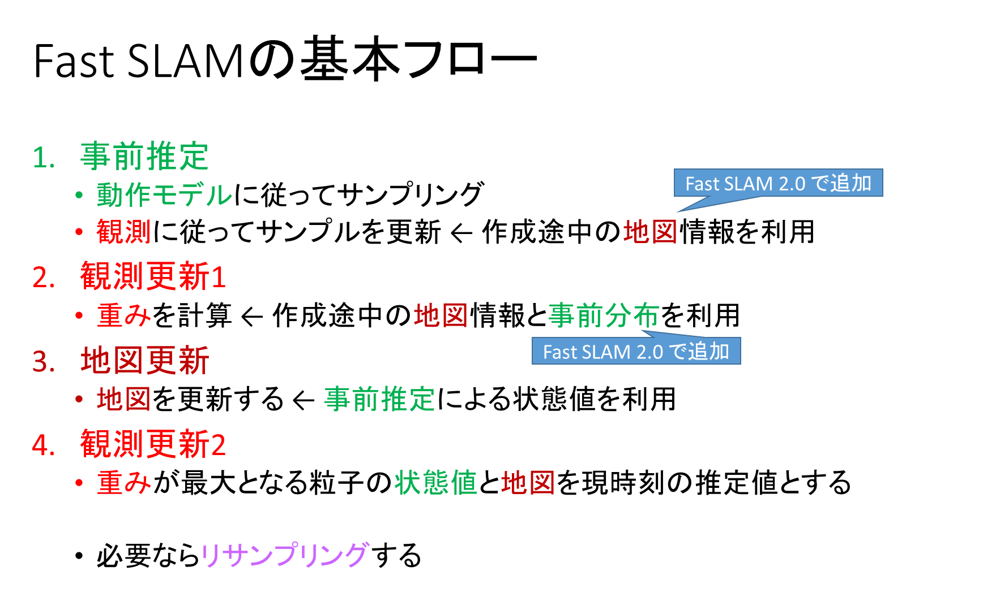 Fast SLAMの基本フロー
1. 事前推定
• 動作モデルに従ってサンプリング
Fast SLAM 2.0 で追加
• 観測に従ってサンプルを更新 ← 作成途中の地図情報を利用
2. 観測更新1
• 重みを計算 ← 作成途中の地図情報と事前分布を利用
Fast SLAM 2.0 で追加
3. 地図更新
• 地図を更新する ← 事前推定による状態値を利用
4. 観測更新2
• 重みが最大となる粒子の状態値と地図を現時刻の推定値とする
• 必要ならリサンプリングする